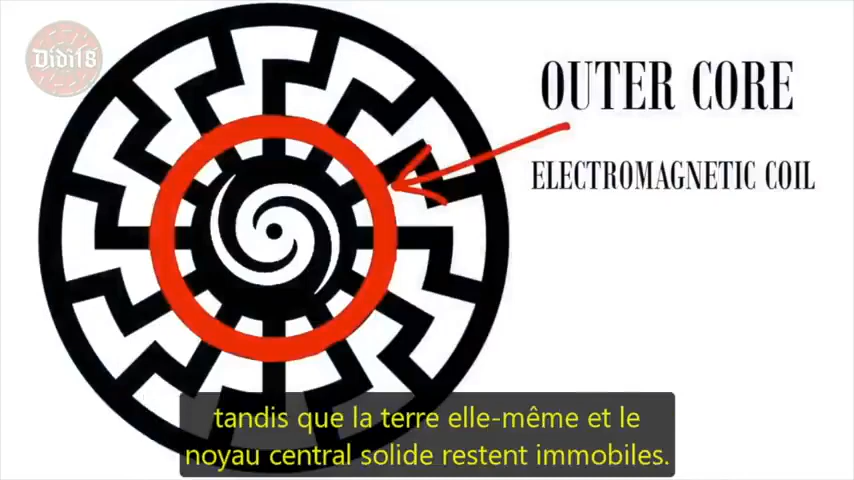 Didi18
OUTER CORE
ELECTROMAGNETIC COIL
tandis que la terre elle-même et le
noyau central solide restent immobiles.